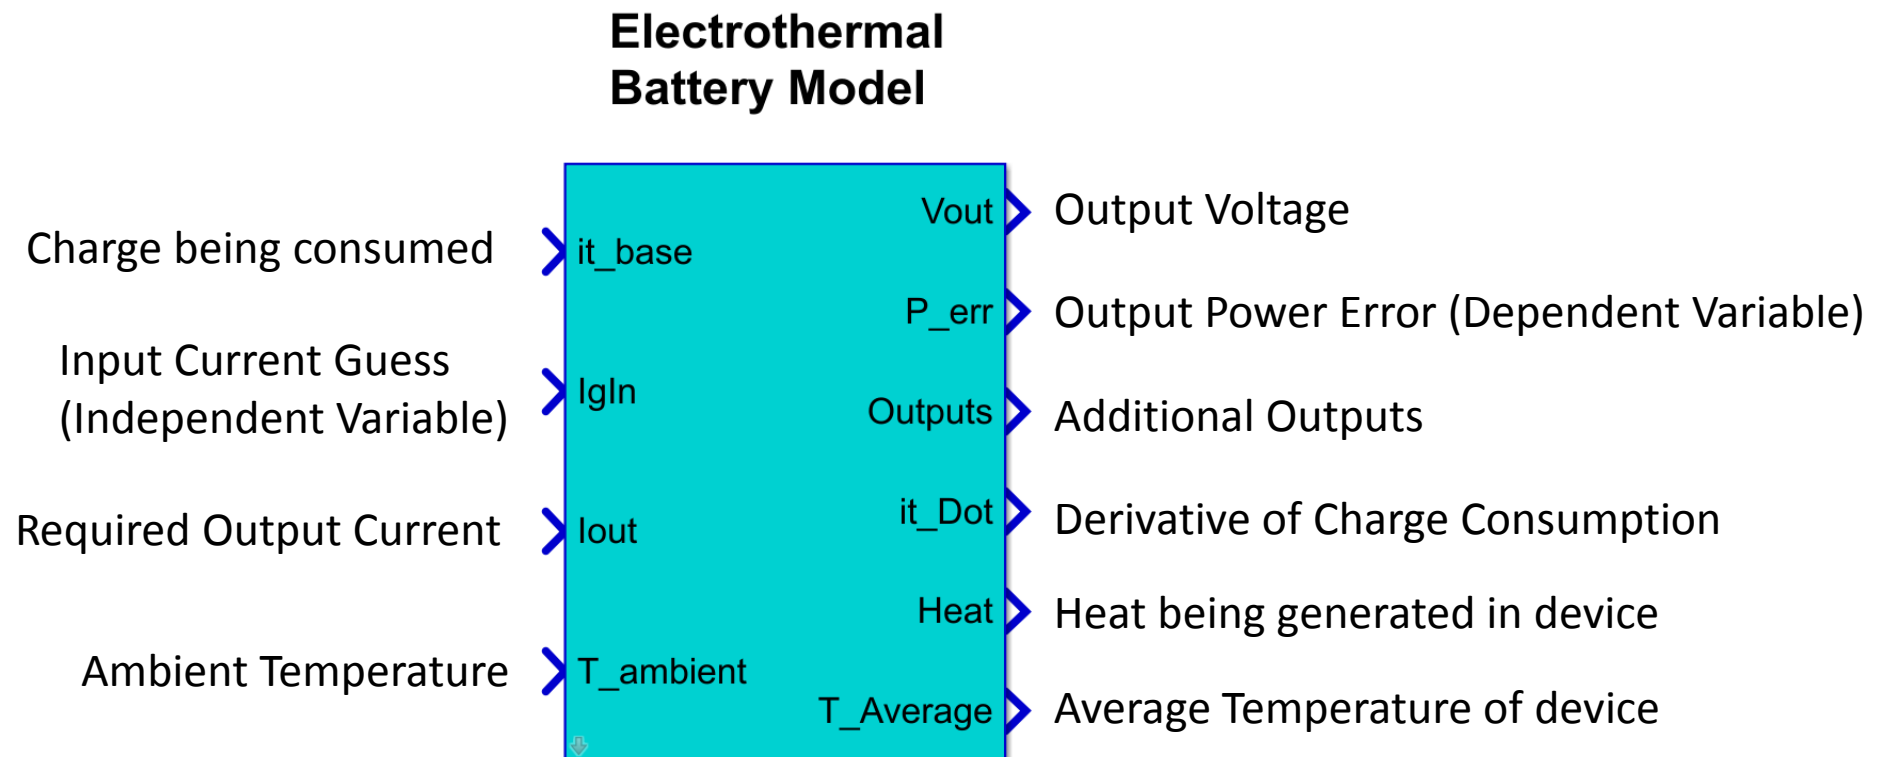 Electrothermal
Battery Model
Charge being consumed
it_base
Input Current Guess
(Independent Variable)
IgIn
Required Output Current
Iout
Ambient Temperature
T_ambient
Vout
Output Voltage
P_err
Output Power Error (Dependent Variable)
Outputs
Additional Outputs
it_Dot
Derivative of Charge Consumption
Heat
Heat being generated in device
T_Average
Average Temperature of device